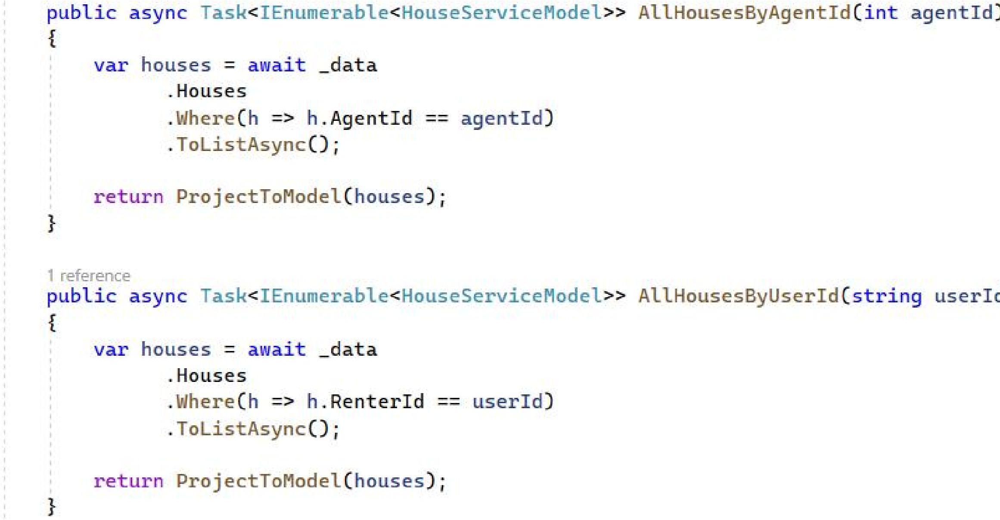 public async Task<IEnumerable<HouseServiceModel>> AllHousesByAgentId(int agentId)
{
var houses = await _data
.Houses
.Where(h => h.AgentId == agentId)
.ToListAsync();
return ProjectToModel(houses);
}
1 reference
public async Task<IEnumerable<HouseServiceModel>> AllHousesByUserId(string userId
{
var houses = await _data
.Houses
.Where(h => h.RenterId == userId)
.ToListAsync();
return ProjectToModel(houses);
}